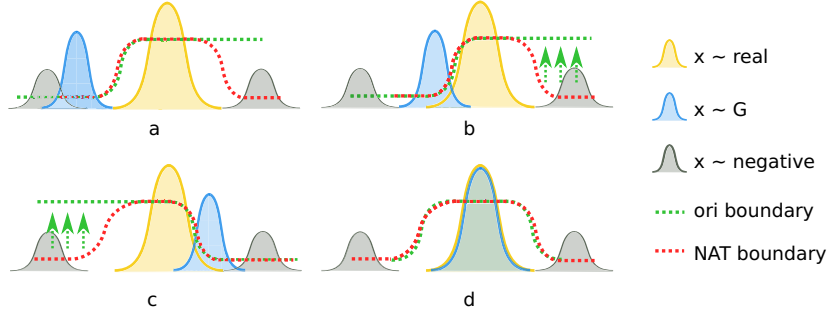 a
b
c
d
x ~ real
x ~ G
x ~ negative
ori boundary
NAT boundary